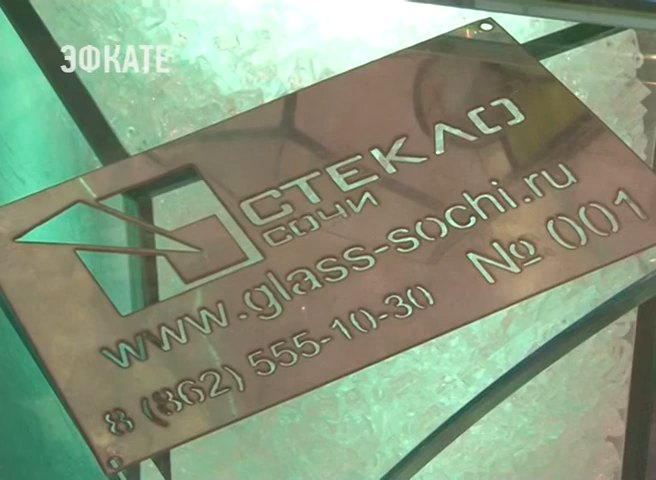 ЭФКАТЕ
СТЕКЛО
СОЧИ
www.glass-sochi.ru
8 (862) 555-10-30 № 001